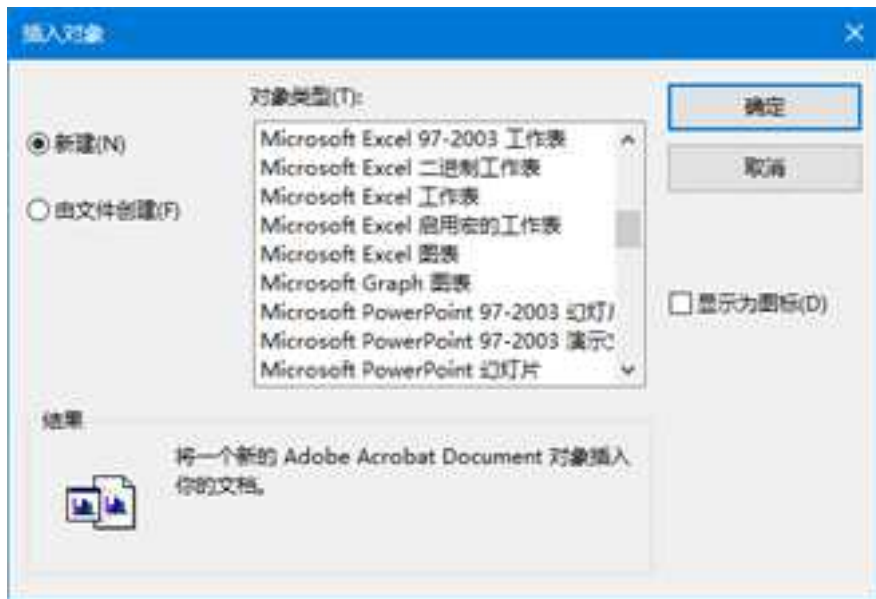 插入对象
对象类型(T):
新建(N)
由文件创建(F)
Microsoft Excel 97-2003 工作表
Microsoft Excel 二进制工作表
Microsoft Excel 工作表
Microsoft Excel 启用宏的工作表
Microsoft Excel 图表
Microsoft Graph 图表
Microsoft PowerPoint 97-2003 幻灯
Microsoft PowerPoint 97-2003 演示
Microsoft PowerPoint 幻灯片
确定
取消
显示为图标(D)
结果
将一个新的 Adobe Acrobat Document 对象插入
你的文档。